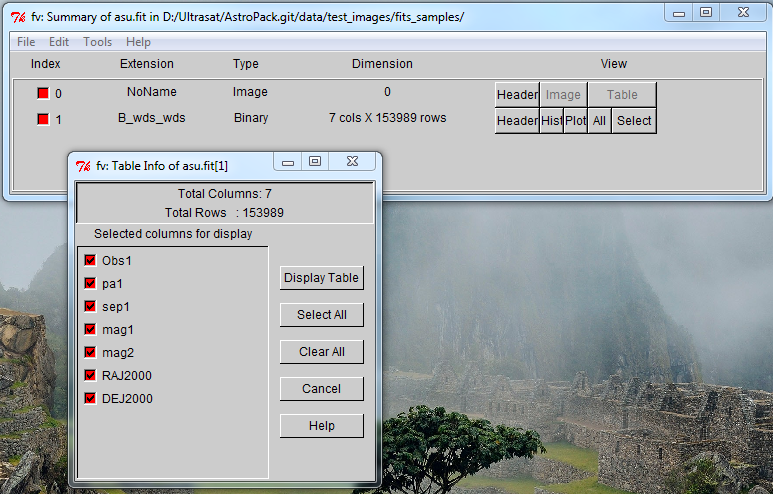 fv: Summary of asu.fit in D:/Ultrasat/AstroPack.git/data/test_images/fits_samples/
File Edit Tools Help
Index Extension Type Dimension View
0 NoName Image 0 Header Image Table
1 B_wds_wds Binary 7 cols X 153989 rows Header Hist Plot All Select
fv: Table Info of asu.fit[1]
Total Columns: 7
Total Rows : 153989
Selected columns for display
Obs1
pa1
sep1
mag1
mag2
RAJ2000
DEJ2000
Display Table
Select All
Clear All
Cancel
Help